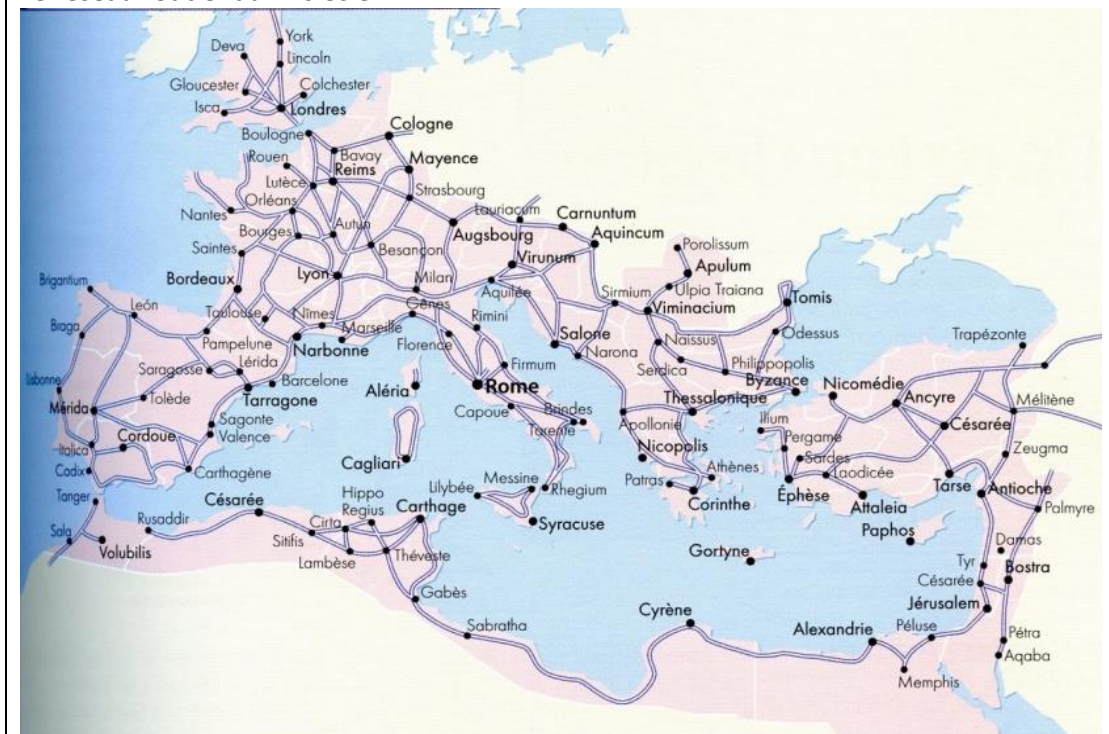 York
Deva
Lincoln
Gloucester
Colchester
Isca
Londres
Boulogne
Cologne
Rouen
Bavay
Mayence
Reims
Lutèce
Strasbourg
Orléans
Nantes
Lauriacum
Carnuntum
Bourges
Autun
Augsbourg
Aquincum
Saintes
Besançon
Virunum
Porolissum
Bordeaux
Lyon
Milan
Apulum
Brigantium
Aquilée
Sirmium
Ulpia Traiana
Tomis
León
Toulouse
Nîmes
Gênes
Viminacium
Braga
Marseille
Rimini
Odessus
Pampelune
Narbonne
Florence
Salone
Naissus
Trapézonte
Lérida
Narona
Saragosse
Firmum
Serdica
Philippopolis
Lisbonne
Barcelone
Aléria
Rome
Byzance
Nicomédie
Tolède
Tarragone
Capoue
Brindes
Thessalonique
Ancyre
Mélitène
Mérida
Sagonte
Tarente
Apollonie
Ilium
Césarée
Italica
Cordoue
Valence
Nicopolis
Pergame
Cadix
Carthagène
Cagliari
Athènes
Sardes
Laodicée
Zeugma
Tanger
Messine
Patras
Lilybée
Rhegium
Éphèse
Tarse
Antioche
Césarée
Hippo
Regius
Carthage
Corinthe
Attaleia
Palmyre
Rusaddir
Cirta
Syracuse
Paphos
Sala
Volubilis
Sitifis
Damas
Lambèse
Théveste
Gortyne
Tyr
Bostra
Césarée
Gabès
Jérusalem
Cyrène
Sabratha
Alexandrie
Péluse
Pétra
Aqaba
Memphis